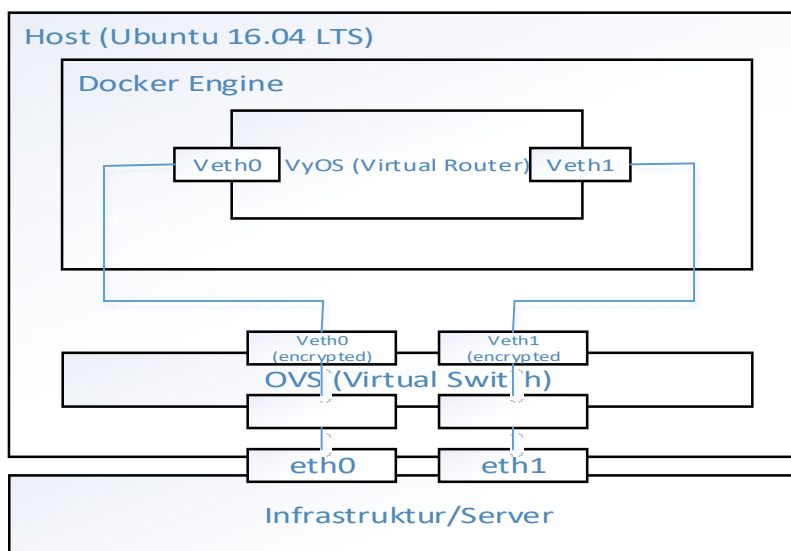 Host (Ubuntu 16.04 LTS)
Docker Engine
Veth0
VyOS (Virtual Router)
Veth1
Veth0
(encrypted)
Veth1
(encrypted
OVS (Virtual Switch)
eth0
eth1
Infrastruktur/Server